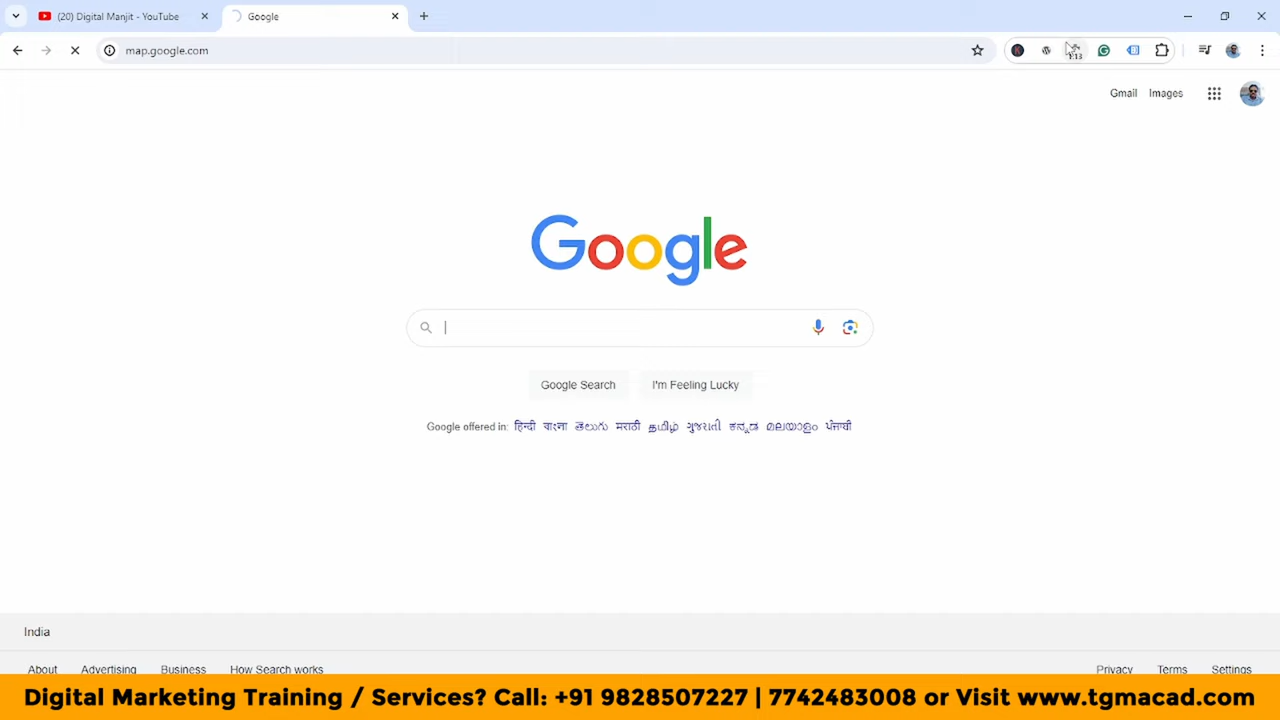 (20) Digital Manjit - YouTube
Google
map.google.com
1:13
Gmail Images
Google
Google Search I'm Feeling Lucky
Google offered in: हिन्दी বাংলা తెలుగు मराठी தமிழ் ગુજરાતી ಕನ್ನಡ മലയാളം ਪੰਜਾਬੀ
India
About Advertising Business How Search works Privacy Terms Settings
Digital Marketing Training / Services? Call: +91 9828507227 | 7742483008 or Visit www.tgmacad.com